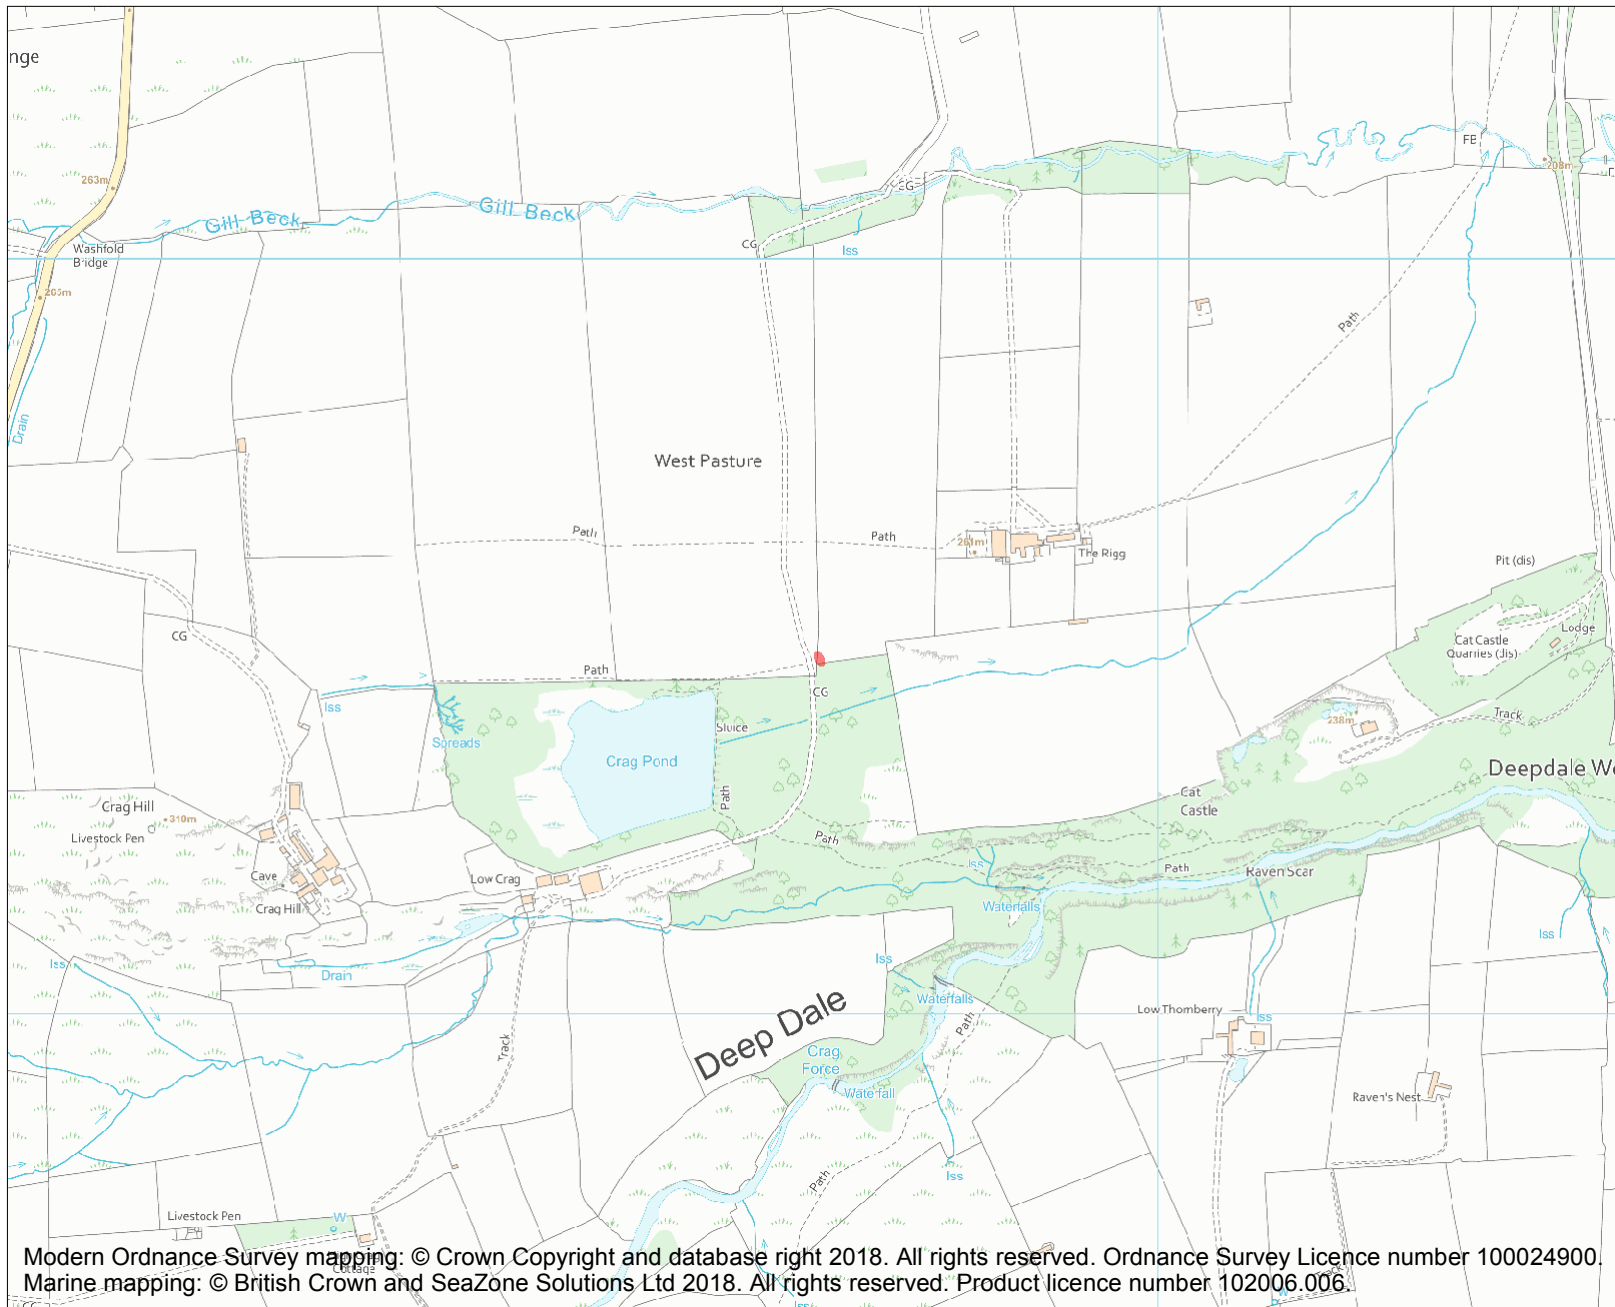 nge
FB
263m
208m
CG
Gill Beck
Gill Beck
CG
Iss
Washfold
Bridge
265m
Path
Drain
West Pasture
Path
Path
261m
The Rigg
Pit (dis)
CG
Lodge
Cat Castle
Quarries (dis)
Path
CG
Iss
Track
238m
Sluice
Spreads
Crag Pond
Deepdale Wo
Cat
Castle
Path
Crag Hill
310m
Livestock Pen
Path
Iss
Path
Raven Scar
Cave
Low Crag
Crag Hill
Waterfalls
Iss
Iss
Iss
Drain
Waterfalls
Low Thornberry
Iss
Path
Deep Dale
Track
Crag
Force
Waterfall
Raven's Nest
Iss
Path
Livestock Pen
W
Cottage
Modern Ordnance Survey mapping: © Crown Copyright and database right 2018. All rights reserved. Ordnance Survey Licence number 100024900.
Marine mapping: © British Crown and SeaZone Solutions Ltd 2018. All rights reserved. Product licence number 102006.006.
Track
W
Iss